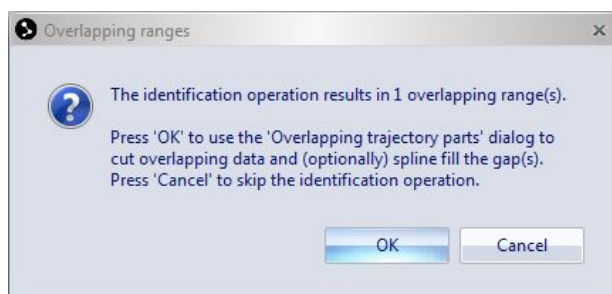 Overlapping ranges
The identification operation results in 1 overlapping range(s).
Press 'OK' to use the 'Overlapping trajectory parts' dialog to
cut overlapping data and (optionally) spline fill the gap(s).
Press 'Cancel' to skip the identification operation.
OK
Cancel